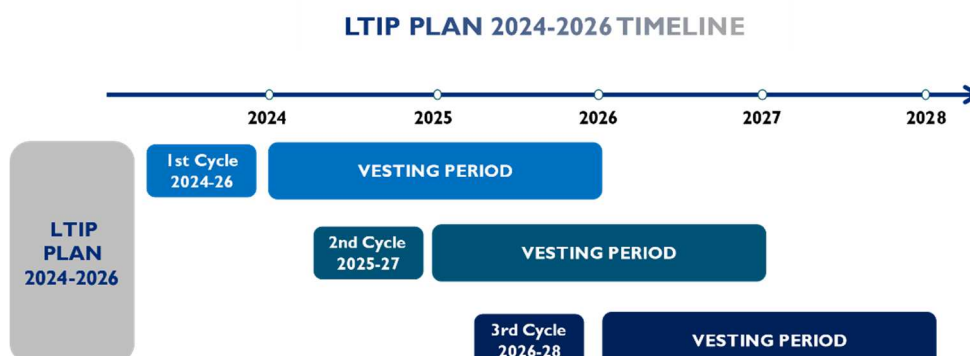 LTIP PLAN 2024-2026 TIMELINE
2024 2025 2026 2027 2028
1st Cycle
2024-26
VESTING PERIOD
LTIP
PLAN
2024-2026
2nd Cycle
2025-27
VESTING PERIOD
3rd Cycle
2026-28
VESTING PERIOD